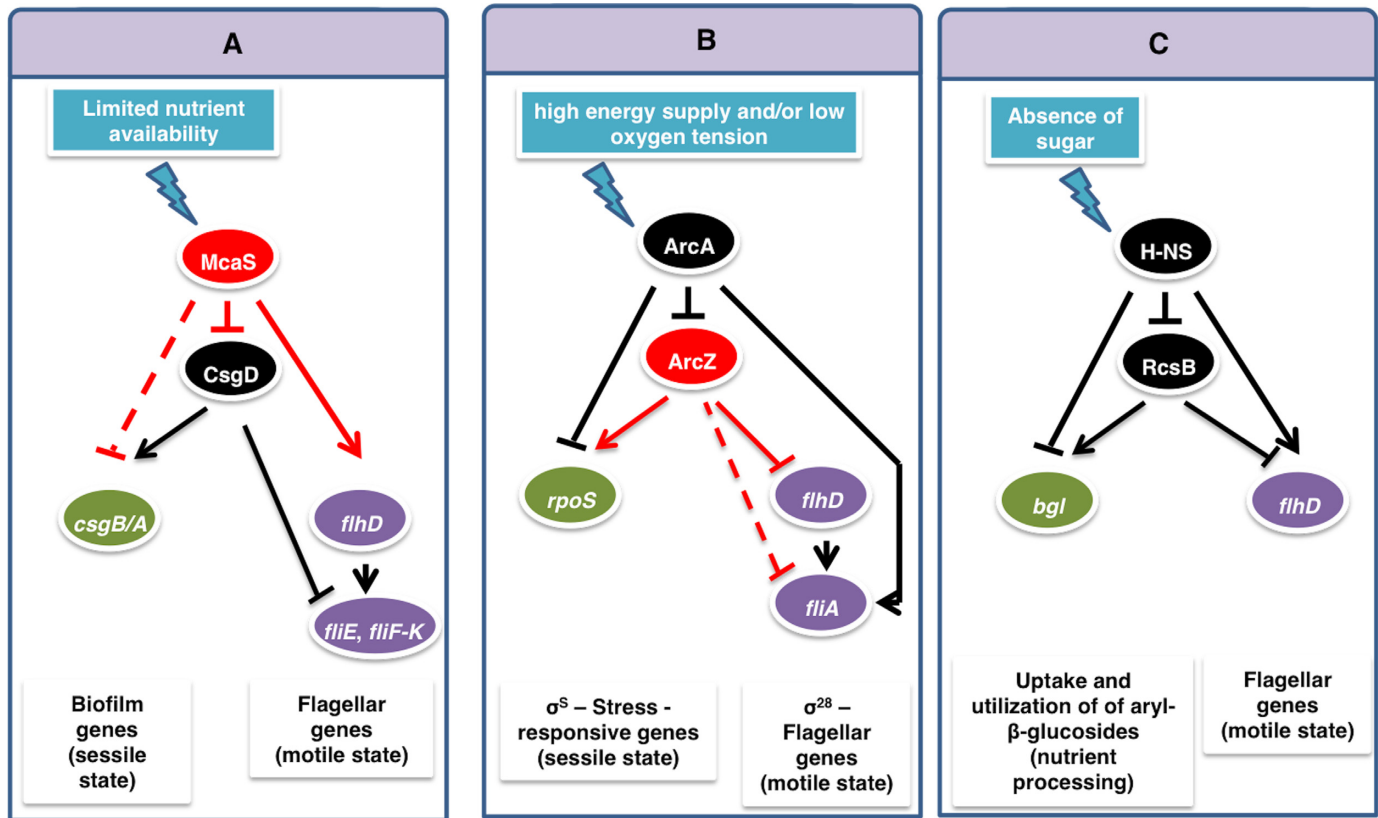 A
Limited nutrient
availability
McaS
CsgD
csgB/A
flhD
fliE, fliF-K
Biofilm
genes
(sessile
state)
Flagellar
genes
(motile state)
B
high energy supply and/or low
oxygen tension
ArcA
ArcZ
rpoS
flhD
fliA
σS – Stress -
responsive genes
(sessile state)
σ28 –
Flagellar
genes
(motile state)
C
Absence of
sugar
H-NS
RcsB
bgl
flhD
Uptake and
utilization of of aryl-
β-glucosides
(nutrient
processing)
Flagellar
genes
(motile state)